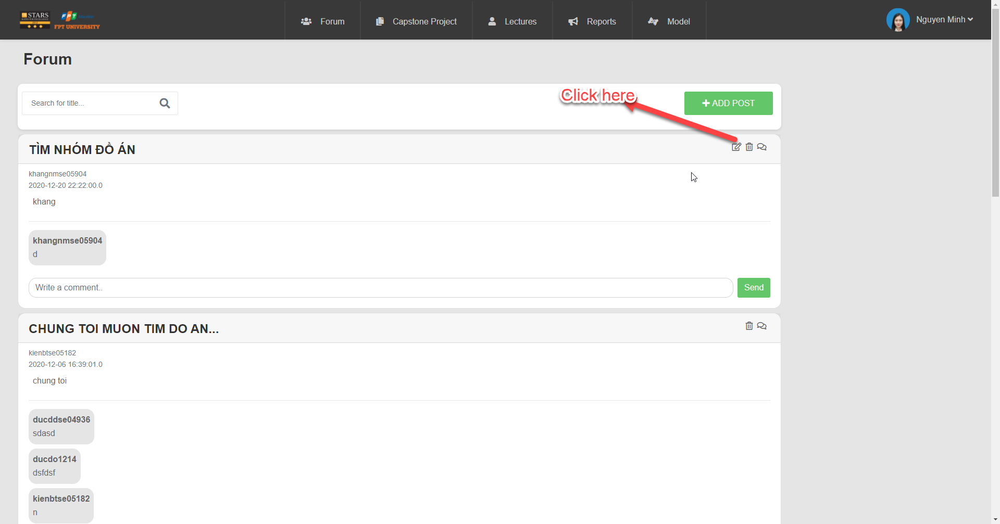 STARS
FPT Education
FPT UNIVERSITY
Forum
Capstone Project
Lectures
Reports
Model
Nguyen Minh
Forum
Search for title...
Click here
ADD POST
TÌM NHÓM ĐỒ ÁN
khangnmse05904
2020-12-20 22:22:00.0
khang
khangnmse05904
d
Write a comment..
Send
CHUNG TOI MUON TIM DO AN...
kienbtse05182
2020-12-06 16:39:01.0
chung toi
ducddse04936
sdasd
ducdo1214
dsfdsf
kienbtse05182
n